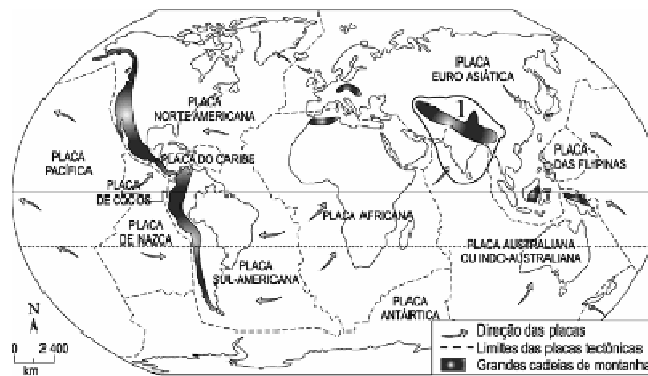 PLACA
EURO ASIÁTICA
1
PLACA
NORTE AMERICANA
PLACA DO CARIBE
PLACA
DAS FILIPINAS
PLACA
PACÍFICA
PLACA
DE COCOS
PLACA
DE NAZCA
PLACA AFRICANA
PLACA AUSTRALIANA
OU INDO-AUSTRALIANA
PLACA
SUL-AMERICANA
PLACA
ANTÁRTICA
N
A
0 2 400
km
Direção das placas
Limites das placas tectônicas
Grandes cadeias de montanha